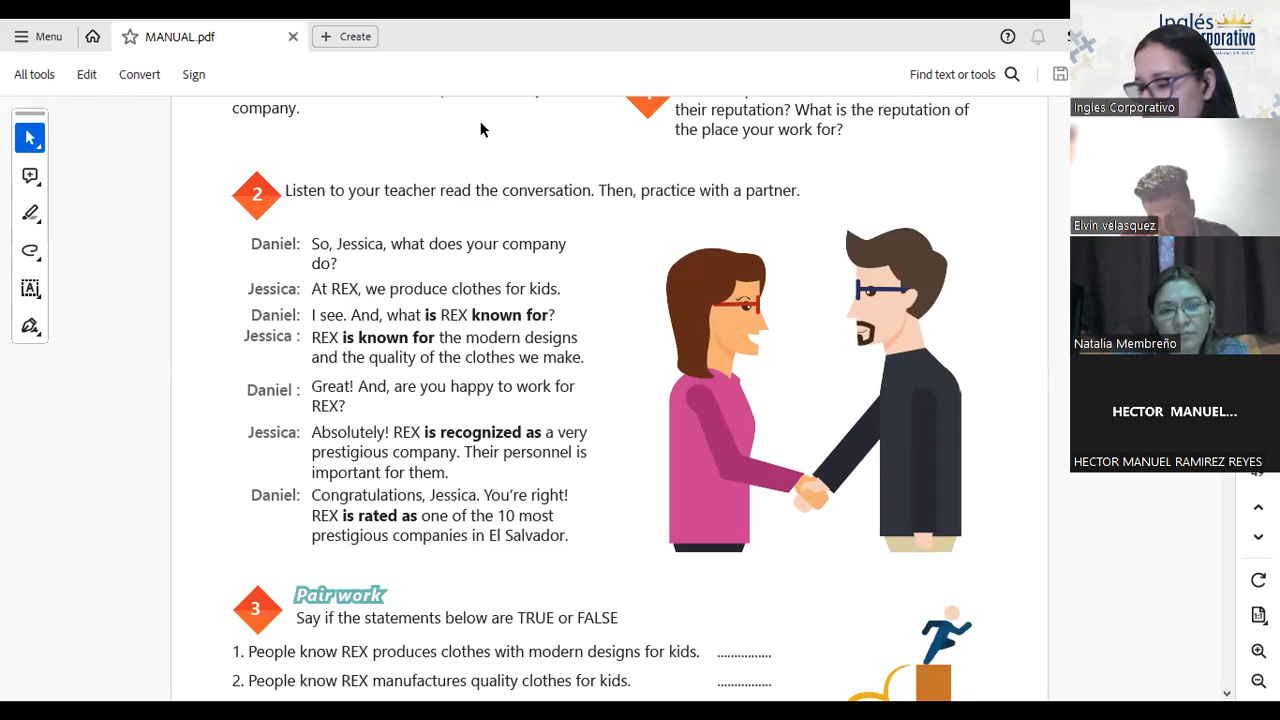 Menu
MANUAL.pdf
Create
All tools
Edit
Convert
Sign
Find text or tools
company.
their reputation? What is the reputation of
the place your work for?
2
Listen to your teacher read the conversation. Then, practice with a partner.
Daniel: So, Jessica, what does your company
do?
Jessica: At REX, we produce clothes for kids.
Daniel: I see. And, what is REX known for?
Jessica : REX is known for the modern designs
and the quality of the clothes we make.
Daniel : Great! And, are you happy to work for
REX?
Jessica: Absolutely! REX is recognized as a very
prestigious company. Their personnel is
important for them.
Daniel: Congratulations, Jessica. You're right!
REX is rated as one of the 10 most
prestigious companies in El Salvador.
3
Pair work
Say if the statements below are TRUE or FALSE
1. People know REX produces clothes with modern designs for kids. ................
2. People know REX manufactures quality clothes for kids. ................
Inglés
Corporativo
Ingles Corporativo
Elvin velasquez
Natalia Membreño
HECTOR MANUEL...
HECTOR MANUEL RAMIREZ REYES